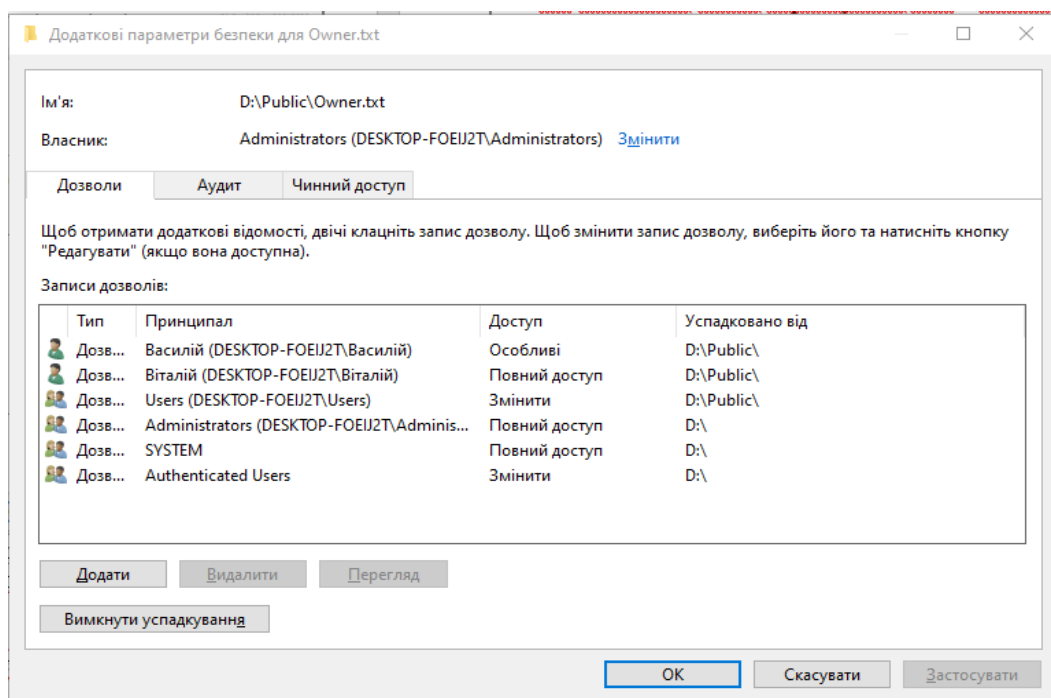 Додаткові параметри безпеки для Owner.txt
Ім'я: D:\Public\Owner.txt
Власник: Administrators (DESKTOP-FOEIJ2T\Administrators) Змінити
Дозволи Аудит Чинний доступ
Щоб отримати додаткові відомості, двічі клацніть запис дозволу. Щоб змінити запис дозволу, виберіть його та натисніть кнопку
"Редагувати" (якщо вона доступна).
Записи дозволів:
Тип Принципал Доступ Успадковано від
Дозв... Василій (DESKTOP-FOEIJ2T\Василій) Особливі D:\Public\
Дозв... Віталій (DESKTOP-FOEIJ2T\Віталій) Повний доступ D:\Public\
Дозв... Users (DESKTOP-FOEIJ2T\Users) Змінити D:\Public\
Дозв... Administrators (DESKTOP-FOEIJ2T\Adminis... Повний доступ D:\
Дозв... SYSTEM Повний доступ D:\
Дозв... Authenticated Users Змінити D:\
Додати Видалити Перегляд
Вимкнути успадкування
OK Скасувати Застосувати